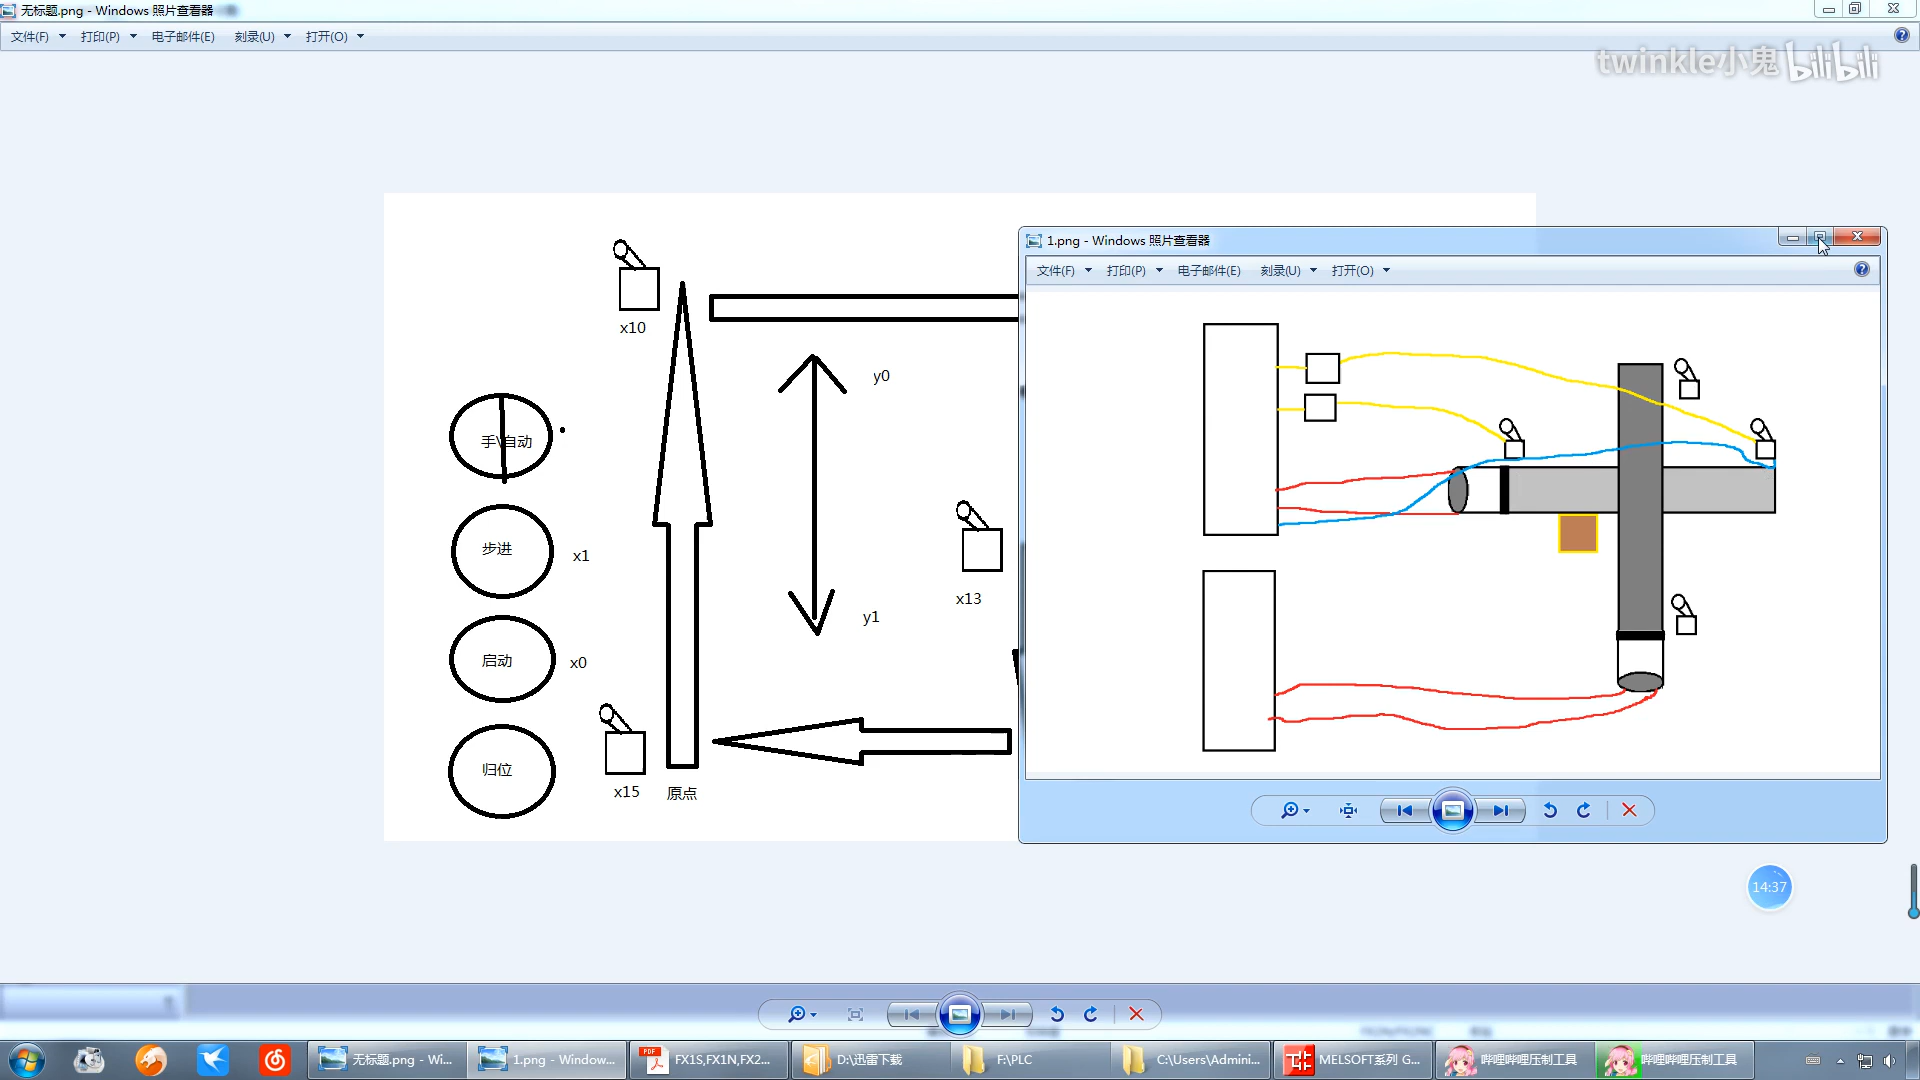 无标题.png - Windows 照片查看器
文件(F) 打印(P) 电子邮件(E) 刻录(U) 打开(O)
twinkle小鬼 bilibili
1.png - Windows 照片查看器
文件(F) 打印(P) 电子邮件(E) 刻录(U) 打开(O)
x10
y0
手\自动
步进
x1
x13
y1
启动
x0
归位
x15
原点
14:37
无标题.png - Wi...
1.png - Window...
FX1S,FX1N,FX2...
D:\迅雷下载
F:\PLC
C:\Users\Admini...
MELSOFT系列 G...
哔哩哔哩压制工具
哔哩哔哩压制工具